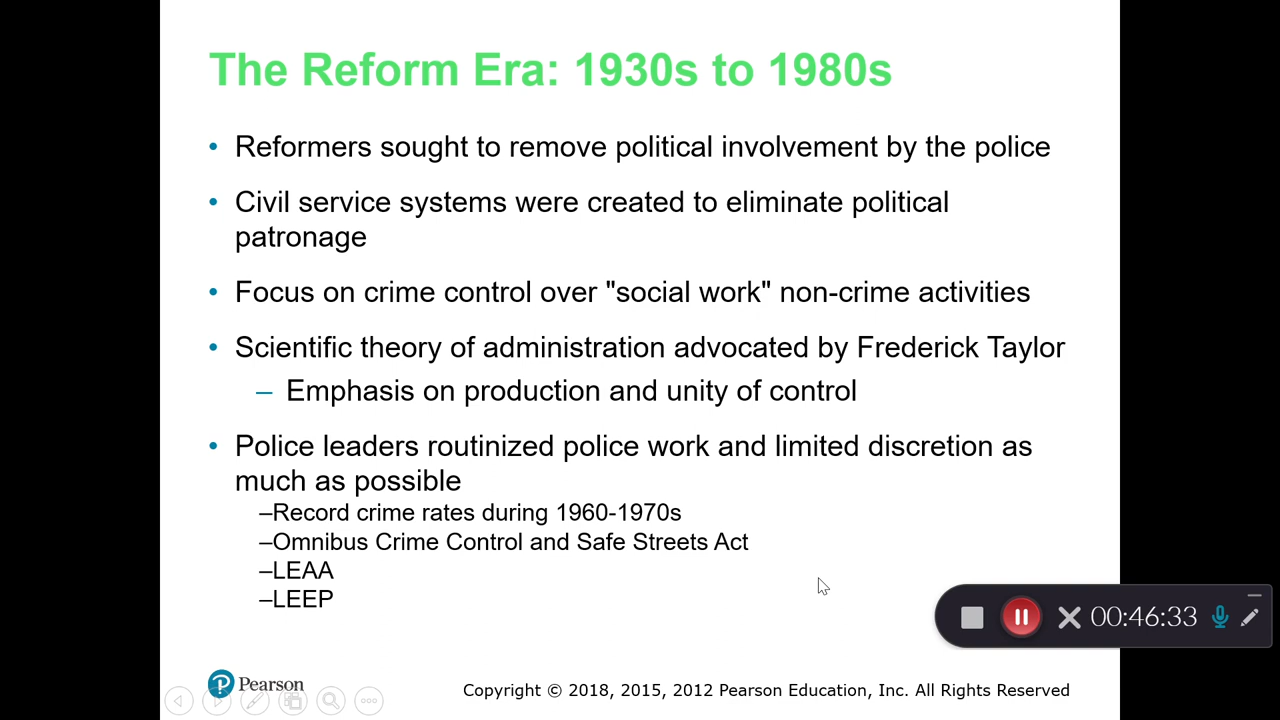 The Reform Era: 1930s to 1980s
• Reformers sought to remove political involvement by the police
• Civil service systems were created to eliminate political
patronage
• Focus on crime control over "social work" non-crime activities
• Scientific theory of administration advocated by Frederick Taylor
– Emphasis on production and unity of control
• Police leaders routinized police work and limited discretion as
much as possible
–Record crime rates during 1960-1970s
–Omnibus Crime Control and Safe Streets Act
–LEAA
–LEEP
00:46:33
Pearson
Copyright © 2018, 2015, 2012 Pearson Education, Inc. All Rights Reserved